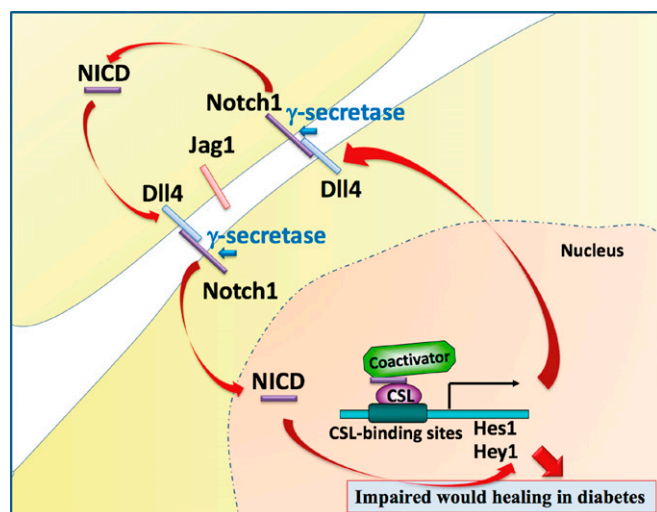 NICD
Notch1
γ-secretase
Jag1
Dll4
Dll4
γ-secretase
Notch1
Nucleus
NICD
Coactivator
CSL
CSL-binding sites
Hes1
Hey1
Impaired would healing in diabetes